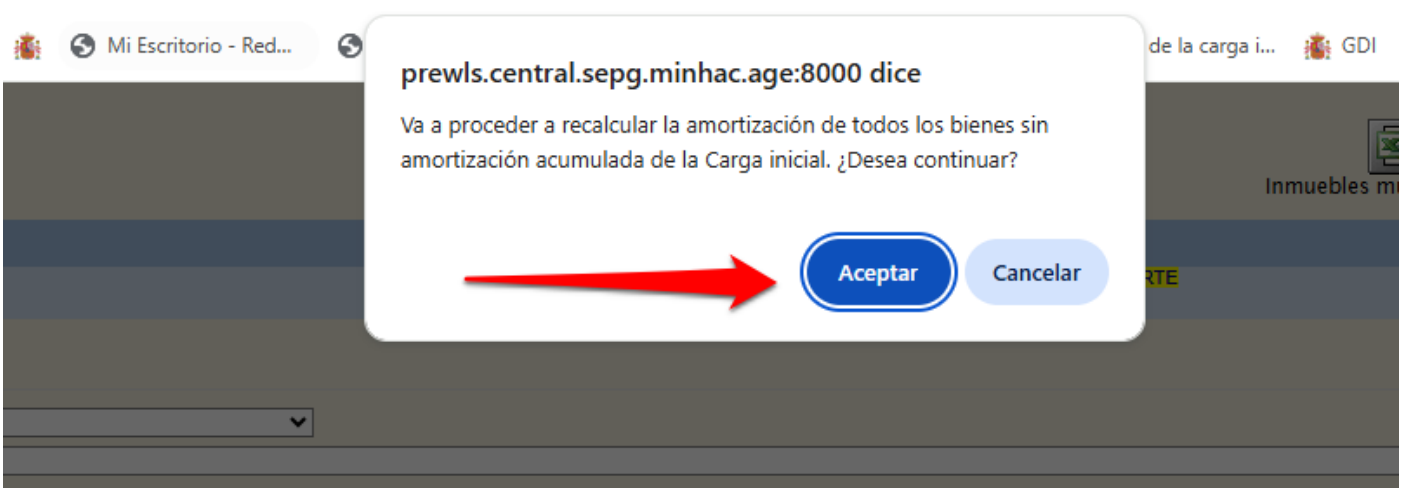 Mi Escritorio - Red...
de la carga i...
GDI
prewls.central.sepg.minhac.age:8000 dice
Va a proceder a recalcular la amortización de todos los bienes sin
amortización acumulada de la Carga inicial. ¿Desea continuar?
Inmuebles m
Aceptar
Cancelar
RTE